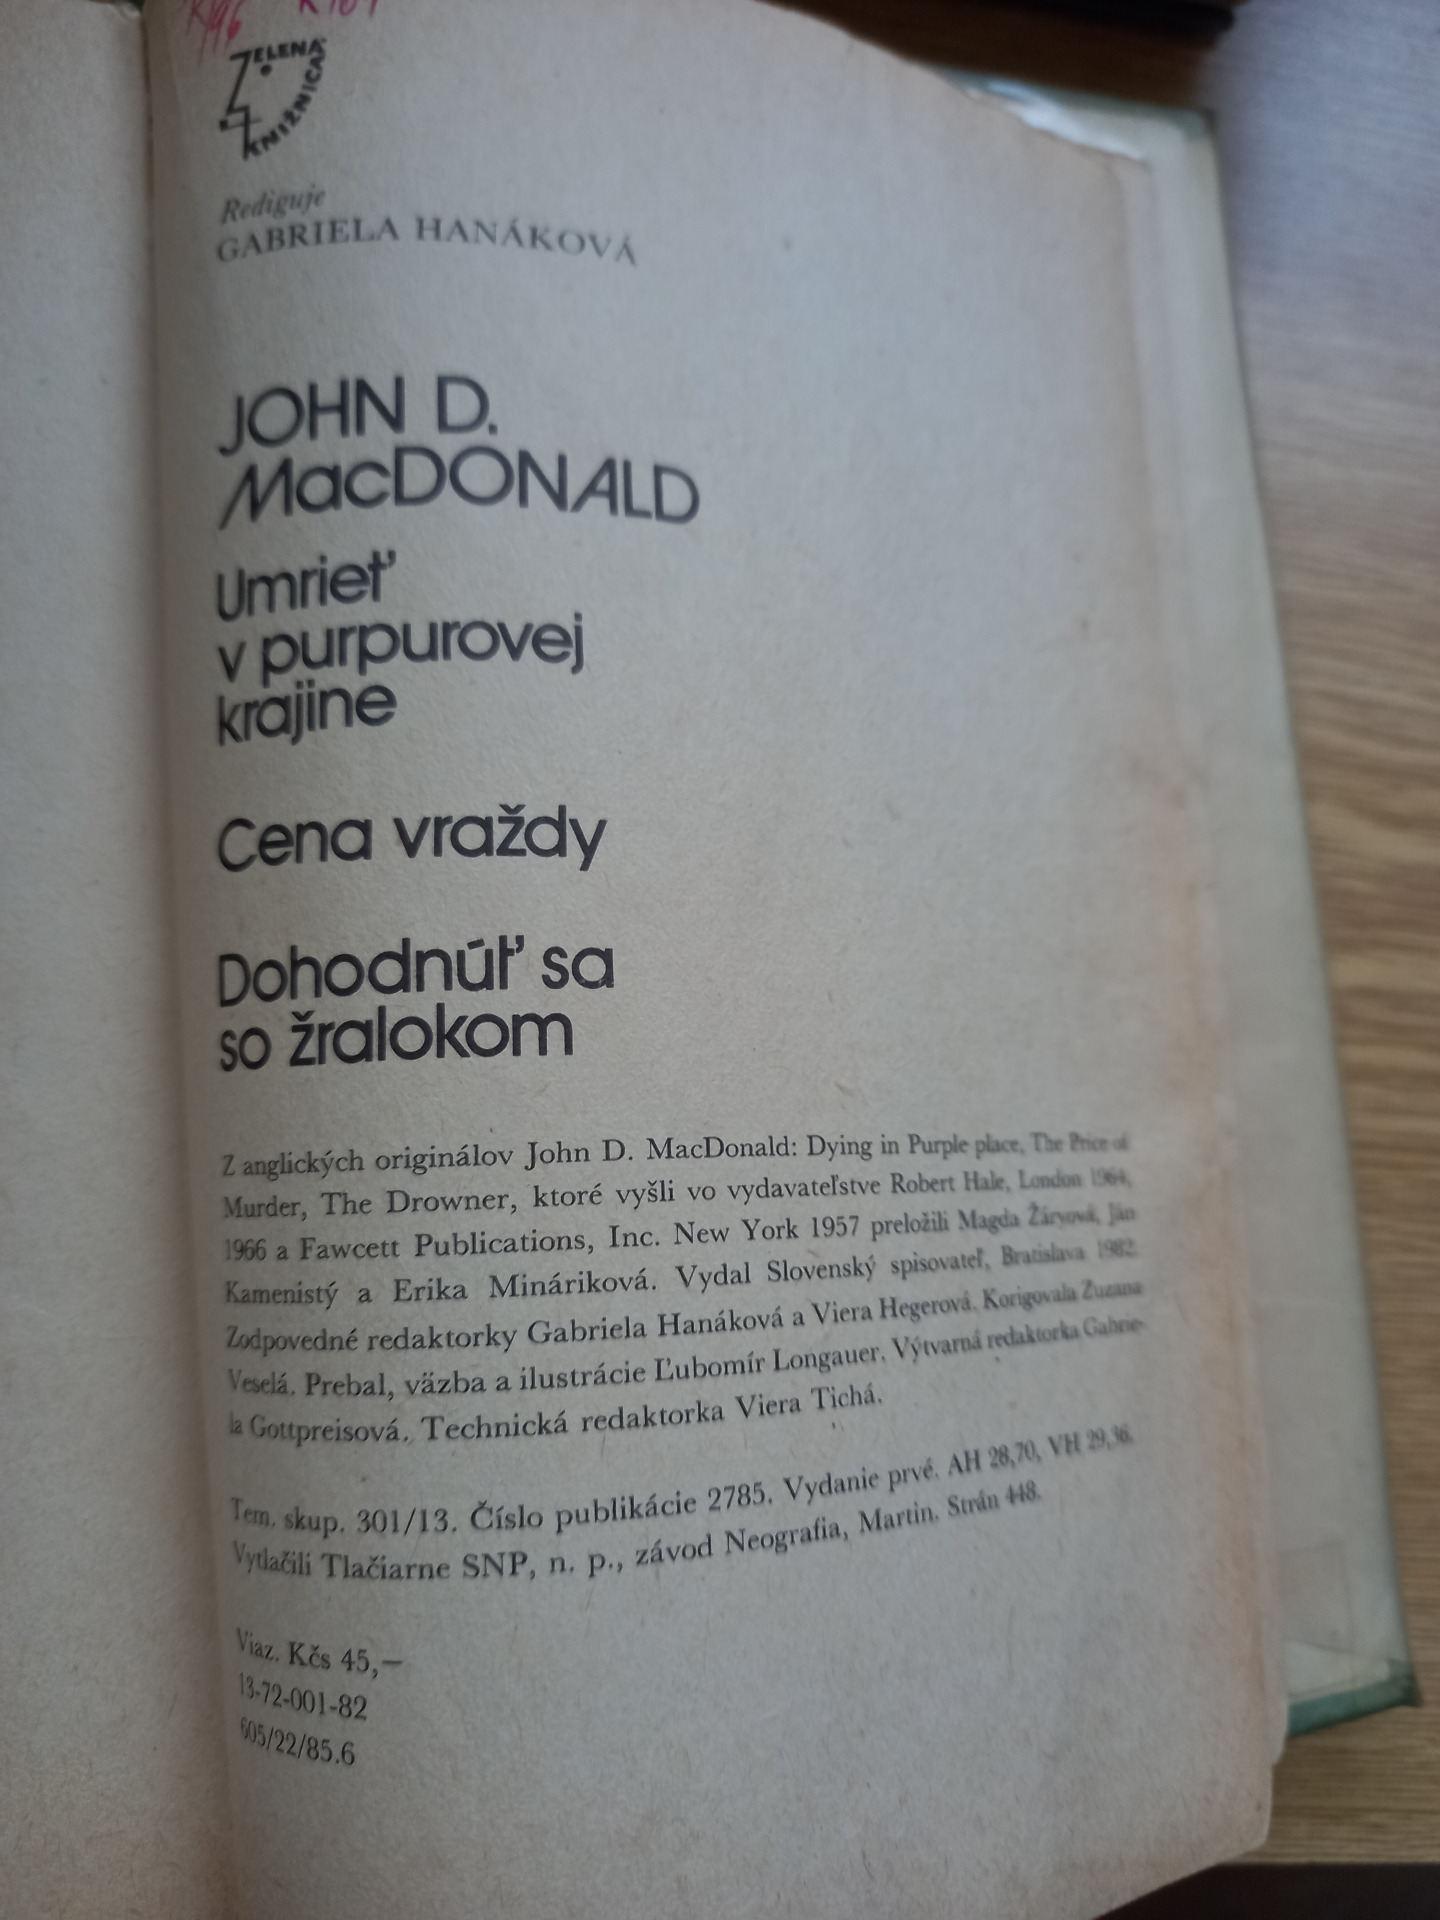 K196 K 164
ZELENÁ
KNIŽNICA
Rediguje
GABRIELA HANÁKOVÁ
JOHN D.
MacDONALD
Umrieť
v purpurovej
krajine
Cena vraždy
Dohodnúť sa
so žralokom
Z anglických originálov John D. MacDonald: Dying in Purple place, The Price of
Murder, The Drowner, ktoré vyšli vo vydavateľstve Robert Hale, London 1964,
1966 a Fawcett Publications, Inc. New York 1957 preložili Magda Žáryová, Ján
Kamenistý a Erika Mináriková. Vydal Slovenský spisovateľ, Bratislava 1982.
Zodpovedné redaktorky Gabriela Hanáková a Viera Hegerová. Korigovala Zuzana
Veselá. Prebal, väzba a ilustrácie Ľubomír Longauer. Výtvarná redaktorka Gabrie-
la Gottpreisová. Technická redaktorka Viera Tichá.
Tem. skup. 301/13. Číslo publikácie 2785. Vydanie prvé. AH 28,70, VH 29,36.
Vytlačili Tlačiarne SNP, n. p., závod Neografia, Martin. Strán 448.
Viaz. Kčs 45,—
13-72-001-82
605/22/85.6